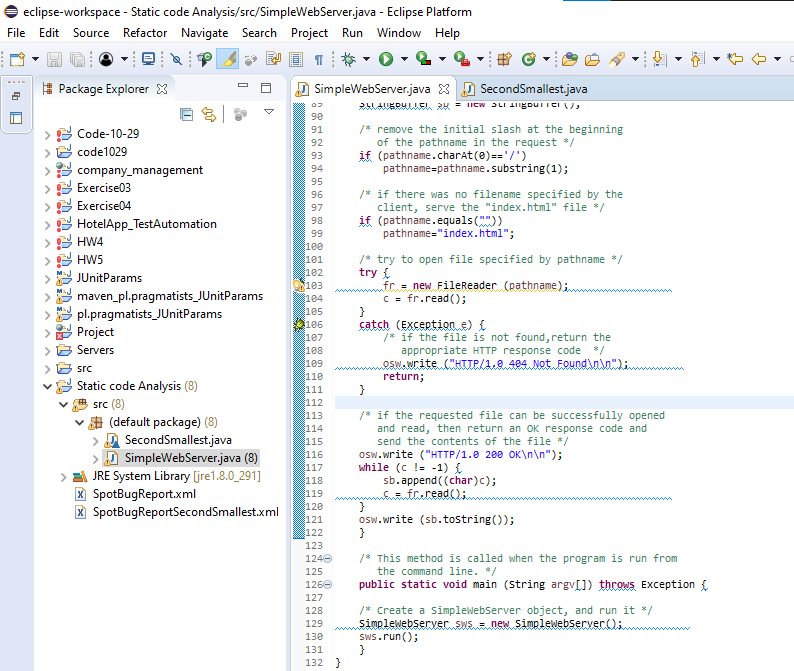 eclipse-workspace - Static code Analysis/src/SimpleWebServer.java - Eclipse Platform
File Edit Source Refactor Navigate Search Project Run Window Help
Package Explorer
Code-10-29
code1029
company_management
Exercise03
Exercise04
HotelApp_TestAutomation
HW4
HW5
JUnitParams
maven_pl.pragmatists_JUnitParams
pl.pragmatists_JUnitParams
Project
Servers
src
Static code Analysis (8)
src (8)
(default package) (8)
SecondSmallest.java
SimpleWebServer.java (8)
JRE System Library [jre1.8.0_291]
SpotBugReport.xml
SpotBugReportSecondSmallest.xml
SimpleWebServer.java SecondSmallest.java
89 StringBuffer sb = new StringBuffer();
90
91 /* remove the initial slash at the beginning
92 of the pathname in the request */
93 if (pathname.charAt(0)=='/')
94 pathname=pathname.substring(1);
95
96 /* if there was no filename specified by the
97 client, serve the "index.html" file */
98 if (pathname.equals(""))
99 pathname="index.html";
100
101 /* try to open file specified by pathname */
102 try {
103 fr = new FileReader (pathname);
104 c = fr.read();
105 }
106 catch (Exception e) {
107 /* if the file is not found,return the
108 appropriate HTTP response code */
109 osw.write ("HTTP/1.0 404 Not Found\n\n");
110 return;
111 }
112
113 /* if the requested file can be successfully opened
114 and read, then return an OK response code and
115 send the contents of the file */
116 osw.write ("HTTP/1.0 200 OK\n\n");
117 while (c != -1) {
118 sb.append((char)c);
119 c = fr.read();
120 }
121 osw.write (sb.toString());
122 }
123
124 /* This method is called when the program is run from
125 the command line. */
126 public static void main (String argv[]) throws Exception {
127
128 /* Create a SimpleWebServer object, and run it */
129 SimpleWebServer sws = new SimpleWebServer();
130 sws.run();
131 }
132 }